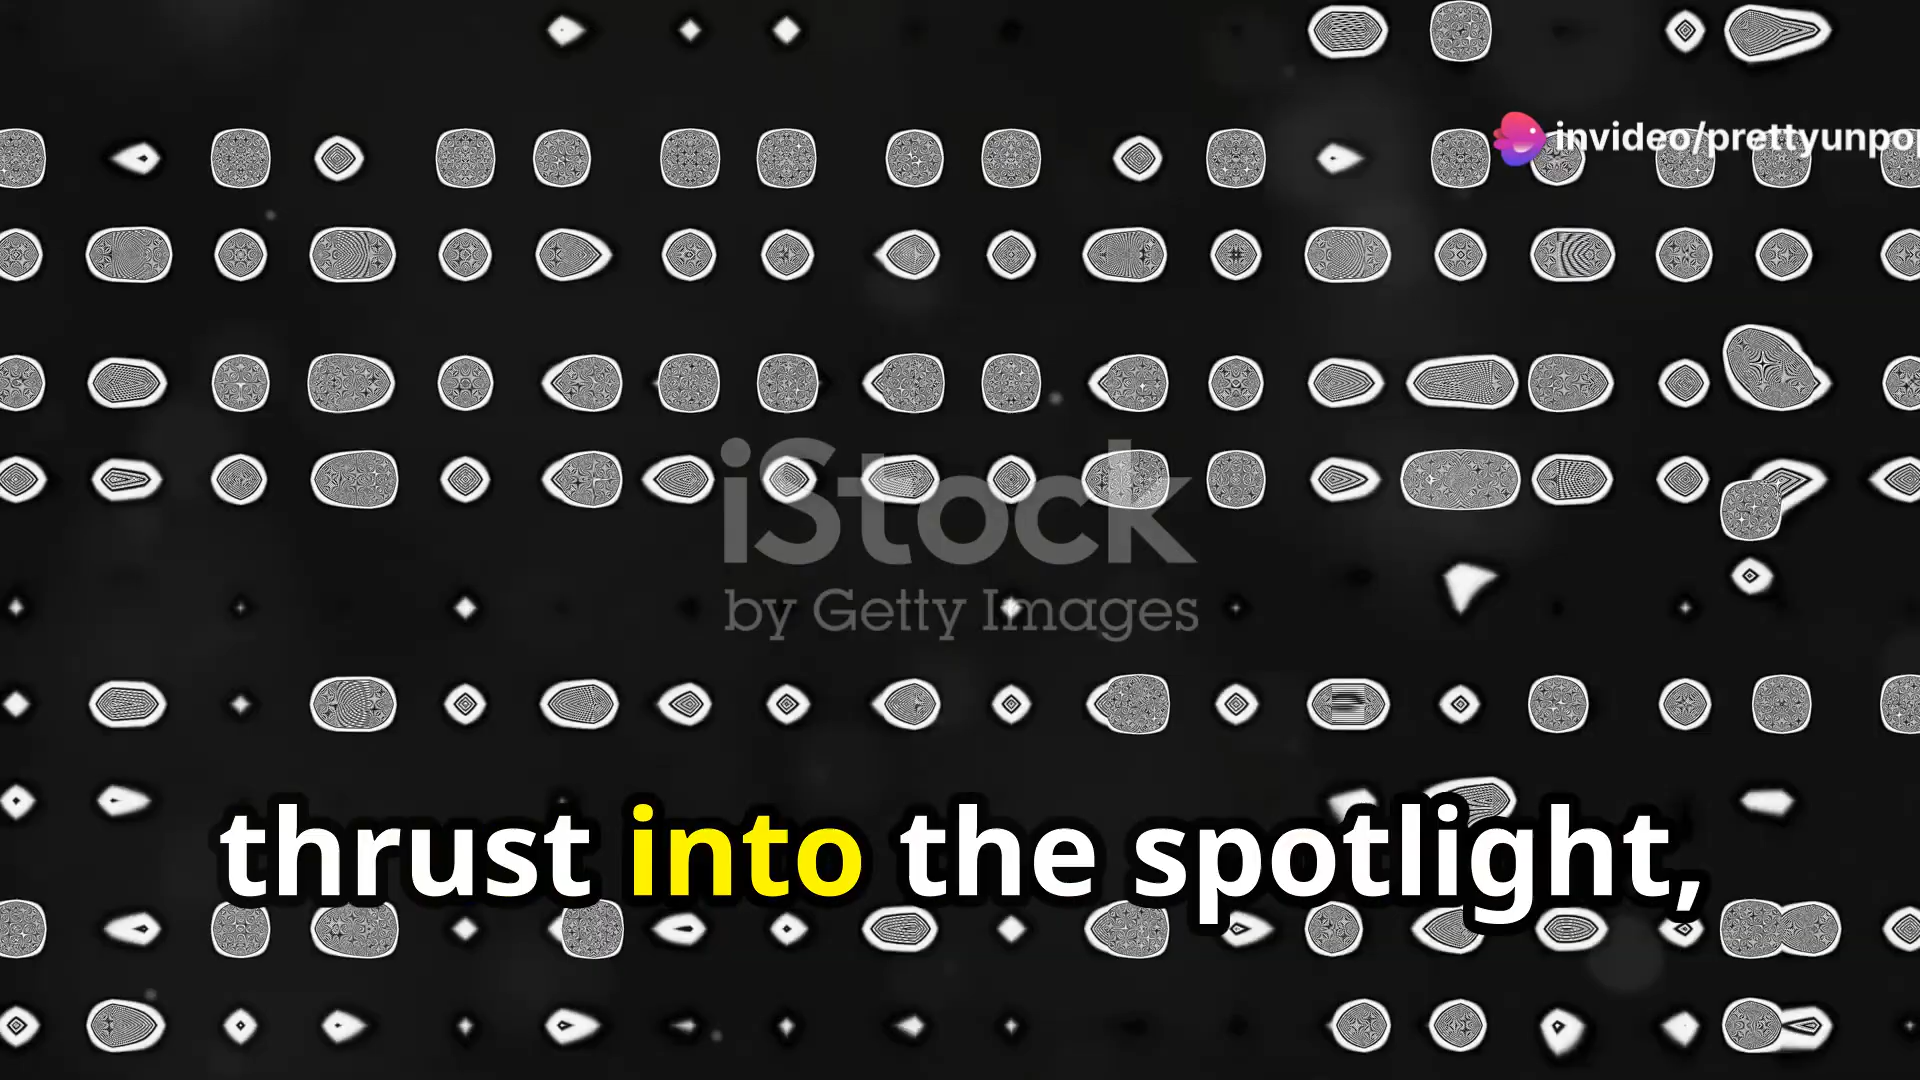 invideo/prettyunpo
iStock
by Getty Images
thrust into the spotlight,